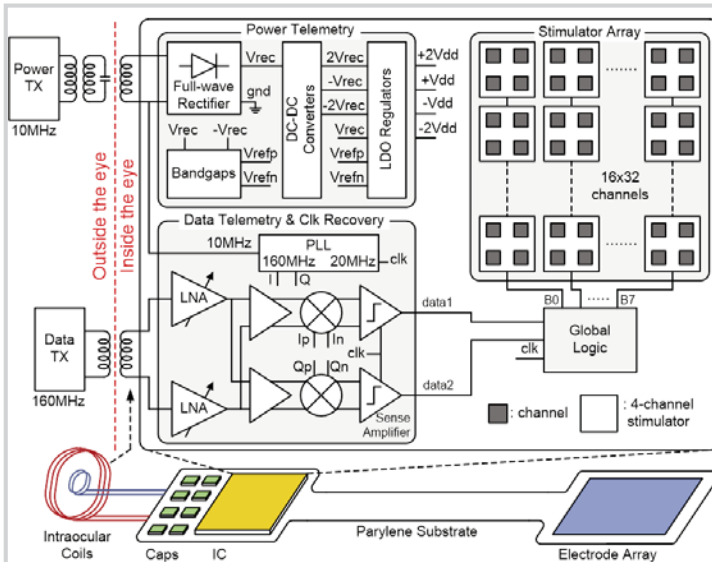 Power Telemetry
Stimulator Array
Power
TX
10MHz
Full-wave
Rectifier
Vrec
gnd
DC-DC
Converters
2Vrec
-Vrec
-2Vrec
Vrec
Vrefp
Vrefn
LDO Regulators
+2Vdd
+Vdd
-Vdd
-2Vdd
Vrec
-Vrec
Bandgaps
Vrefp
Vrefn
16x32
channels
Outside the eye
Inside the eye
Data Telemetry & Clk Recovery
10MHz
PLL
160MHz
20MHz
clk
I
Q
LNA
Ip
In
data1
Data
TX
160MHz
clk
Qp
Qn
LNA
data2
Sense
Amplifier
B0
B7
Global
Logic
clk
: channel
: 4-channel
stimulator
Intraocular
Coils
Caps
IC
Parylene Substrate
Electrode Array